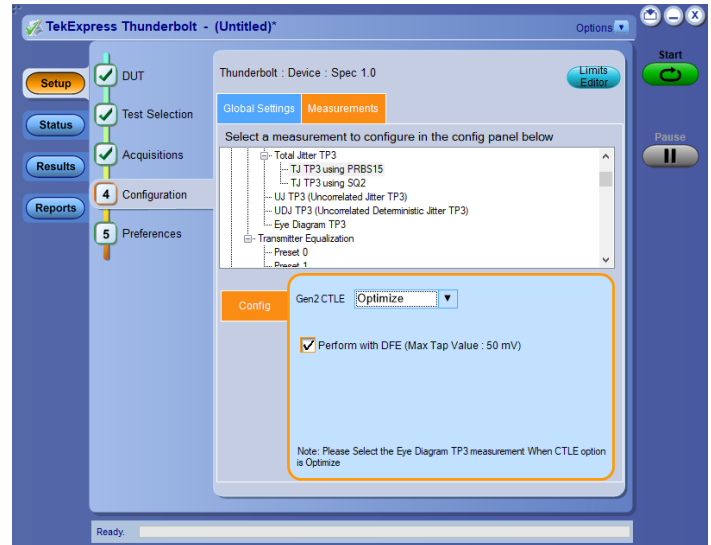 TekExpress Thunderbolt - (Untitled)*
Options
Start
Setup
DUT
Thunderbolt : Device : Spec 1.0
Limits
Editor
Global Settings
Measurements
Status
Test Selection
Pause
Select a measurement to configure in the config panel below
Acquisitions
Total Jitter TP3
TJ TP3 using PRBS15
Results
TJ TP3 using SQ2
4
Configuration
UJ TP3 (Uncorrelated Jitter TP3)
Reports
UDJ TP3 (Uncorrelated Deterministic Jitter TP3)
Eye Diagram TP3
5
Preferences
Transmitter Equalization
Preset 0
Preset 1
Config
Gen2 CTLE
Optimize
Perform with DFE (Max Tap Value : 50 mV)
Note: Please Select the Eye Diagram TP3 measurement When CTLE option
is Optimize
Ready.